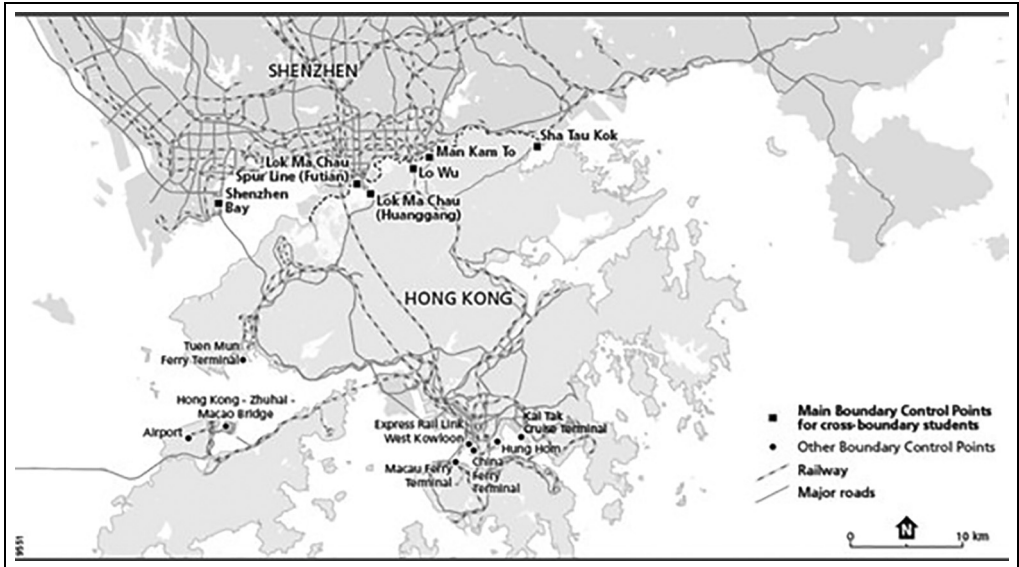 SHENZHEN
Sha Tau Kok
Man Kam To
Lok Ma Chau
Spur Line (Futian)
Lo Wu
Shenzhen
Bay
Lok Ma Chau
(Huanggang)
HONG KONG
Tuen Mun
Ferry Terminal
Hong Kong - Zhuhai -
Macao Bridge
Airport
Express Rail Link
West Kowloon
Kai Tak
Cruise Terminal
Hung Hom
Macau Ferry
Terminal
China
Ferry
Terminal
Main Boundary Control Points
for cross-boundary students
Other Boundary Control Points
Railway
Major roads
N
0
10 km
9551